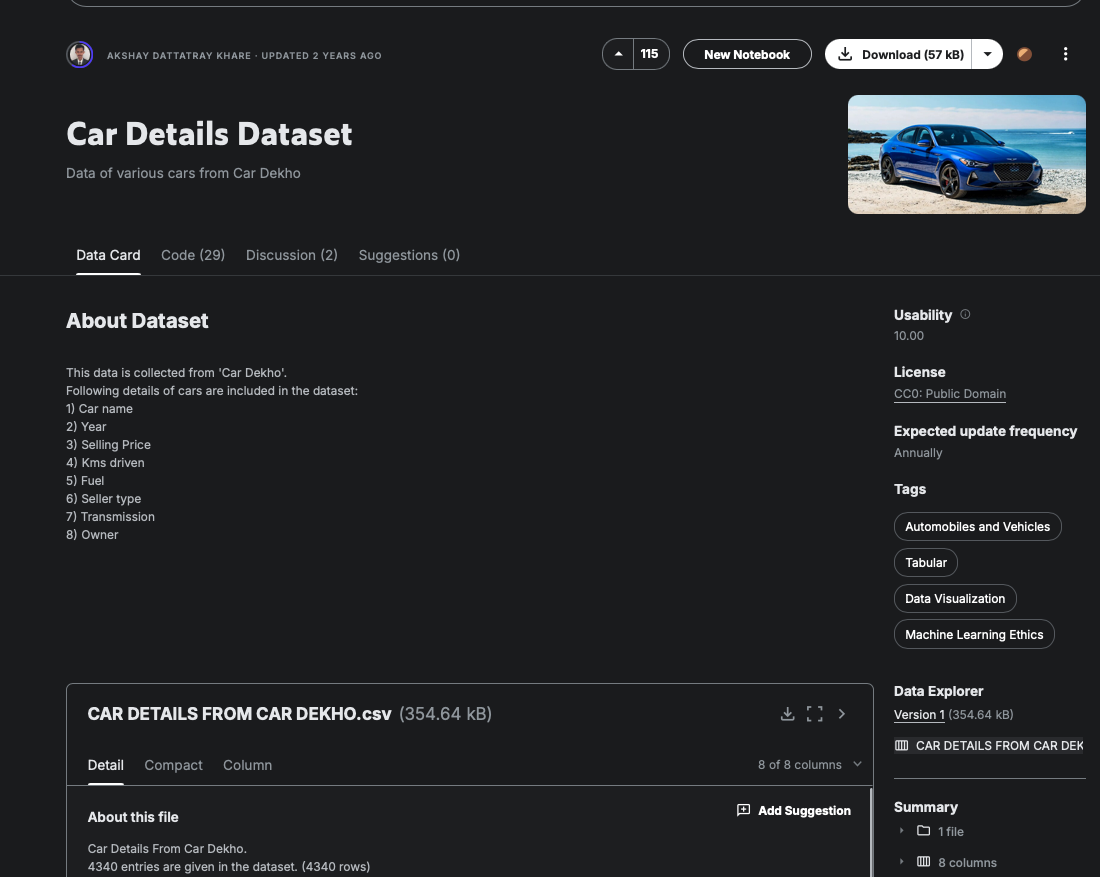 AKSHAY DATTATRAY KHARE · UPDATED 2 YEARS AGO
115
New Notebook
Download (57 kB)
Car Details Dataset
Data of various cars from Car Dekho
Data Card
Code (29)
Discussion (2)
Suggestions (0)
About Dataset
This data is collected from 'Car Dekho'.
Following details of cars are included in the dataset:
1) Car name
2) Year
3) Selling Price
4) Kms driven
5) Fuel
6) Seller type
7) Transmission
8) Owner
Usability
10.00
License
CC0: Public Domain
Expected update frequency
Annually
Tags
Automobiles and Vehicles
Tabular
Data Visualization
Machine Learning Ethics
CAR DETAILS FROM CAR DEKHO.csv (354.64 kB)
Detail
Compact
Column
8 of 8 columns
About this file
Add Suggestion
Car Details From Car Dekho.
4340 entries are given in the dataset. (4340 rows)
Data Explorer
Version 1 (354.64 kB)
CAR DETAILS FROM CAR DEK
Summary
1 file
8 columns